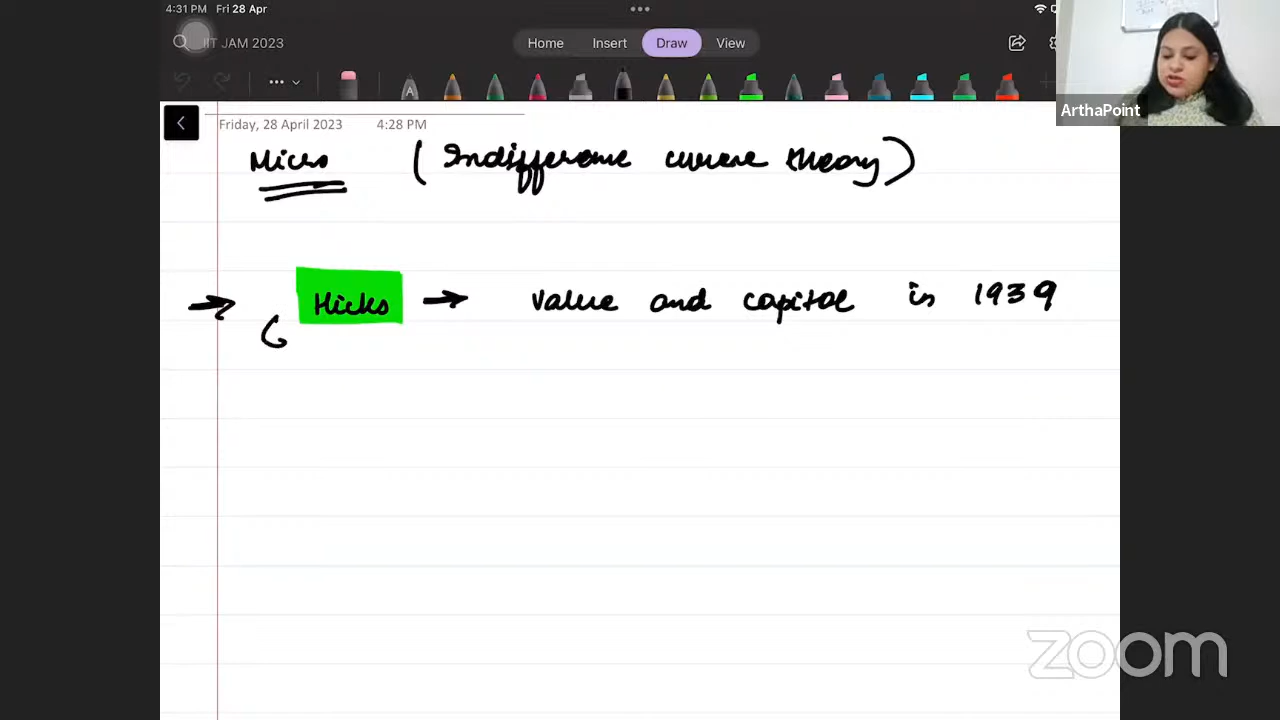 4:31 PM Fri 28 Apr
IIT JAM 2023
Home Insert Draw View
A
ArthaPoint
Friday, 28 April 2023 4:28 PM
Hicks (Indifference curve theory)
→ Hicks → Value and capital in 1939
zoom